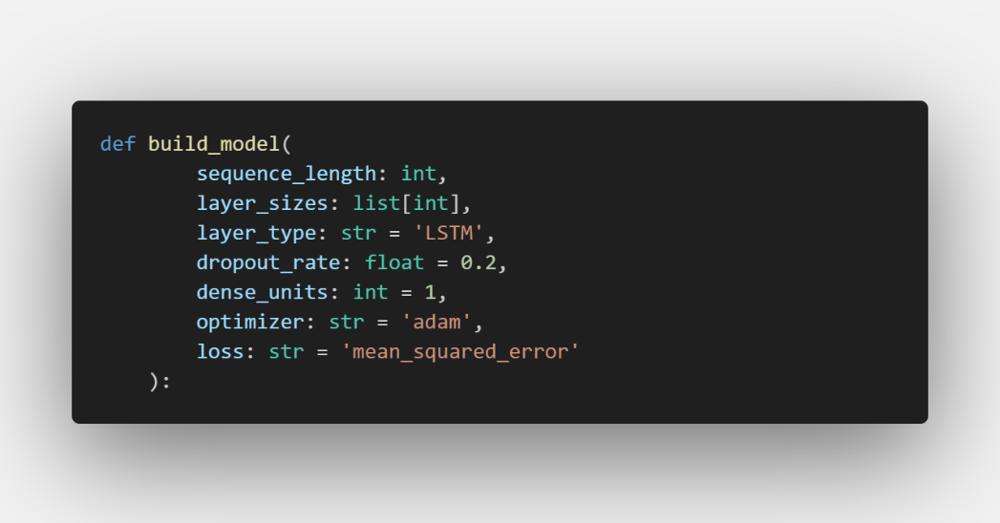 def build_model(
        sequence_length: int,
        layer_sizes: list[int],
        layer_type: str = 'LSTM',
        dropout_rate: float = 0.2,
        dense_units: int = 1,
        optimizer: str = 'adam',
        loss: str = 'mean_squared_error'
    ):